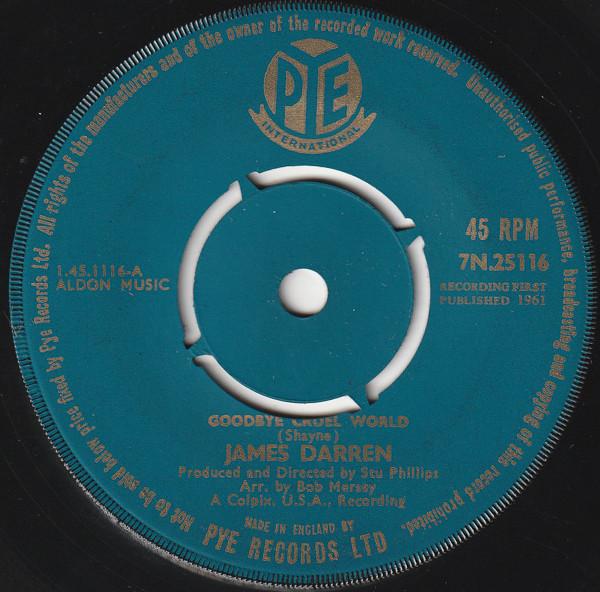 PYE
INTERNATIONAL
All rights of the manufacturers and of the owner of the recorded work reserved. Unauthorised public performance, broadcasting and copying of this record prohibited.
Not to be sold below price fixed by Pye Records Ltd.
45 RPM
7N.25116
RECORDING FIRST
PUBLISHED 1961
1.45.1116-A
ALDON MUSIC
GOODBYE CRUEL WORLD
(Shayne)
JAMES DARREN
Produced and Directed by Stu Phillips
Arr. by Bob Mersey
A Colpix, U.S.A., Recording
MADE IN ENGLAND BY
PYE RECORDS LTD